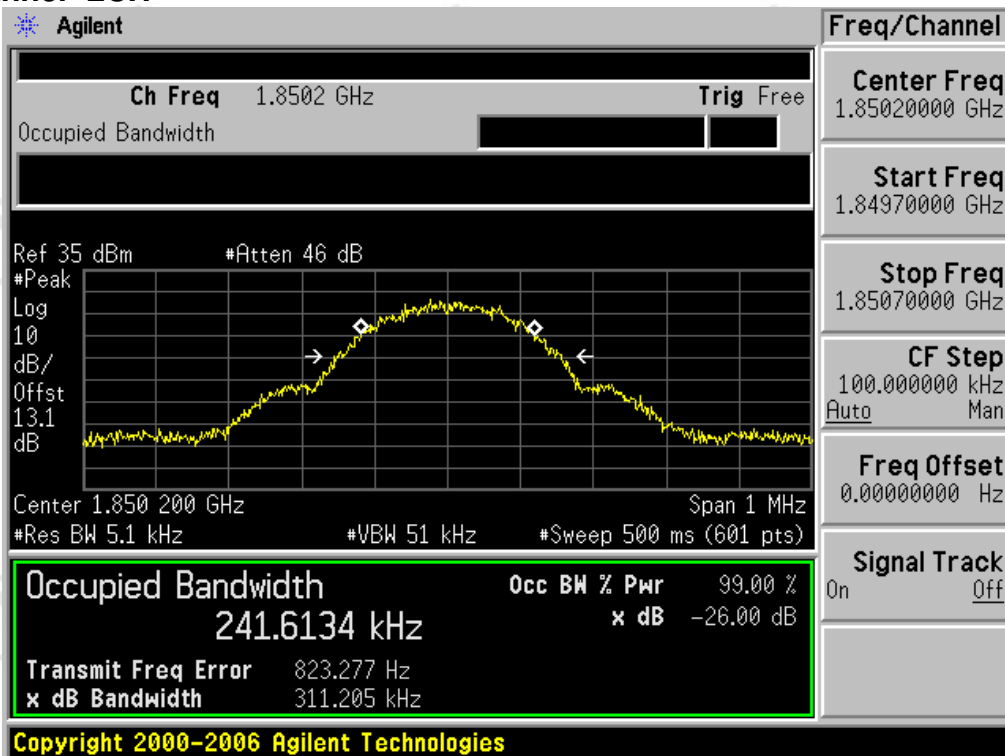 Agilent
Freq/Channel
Ch Freq 1.8502 GHz Trig Free
Occupied Bandwidth
Center Freq
1.85020000 GHz
Start Freq
1.84970000 GHz
Stop Freq
1.85070000 GHz
CF Step
100.000000 kHz
Auto Man
Freq Offset
0.00000000 Hz
Signal Track
On Off
Ref 35 dBm #Atten 46 dB
#Peak
Log
10
dB/
Offst
13.1
dB
Center 1.850 200 GHz Span 1 MHz
#Res BW 5.1 kHz #VBW 51 kHz #Sweep 500 ms (601 pts)
Occupied Bandwidth Occ BW % Pwr 99.00 %
241.6134 kHz x dB -26.00 dB
Transmit Freq Error 823.277 Hz
x dB Bandwidth 311.205 kHz
Copyright 2000-2006 Agilent Technologies